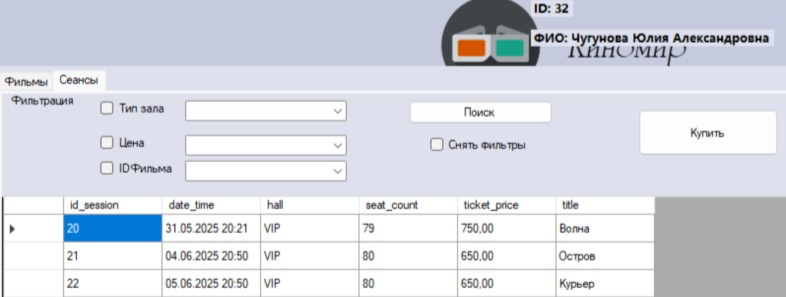 ID: 32
ФИО: Чугунова Юлия Александровна
Киномир
Фильмы Сеансы
Фильтрация
Тип зала
Поиск
Купить
Цена
Снять фильтры
IDФильма
id_session date_time hall seat_count ticket_price title
20 31.05.2025 20:21 VIP 79 750,00 Волна
21 04.06.2025 20:50 VIP 80 650,00 Остров
22 05.06.2025 20:50 VIP 80 650,00 Курьер